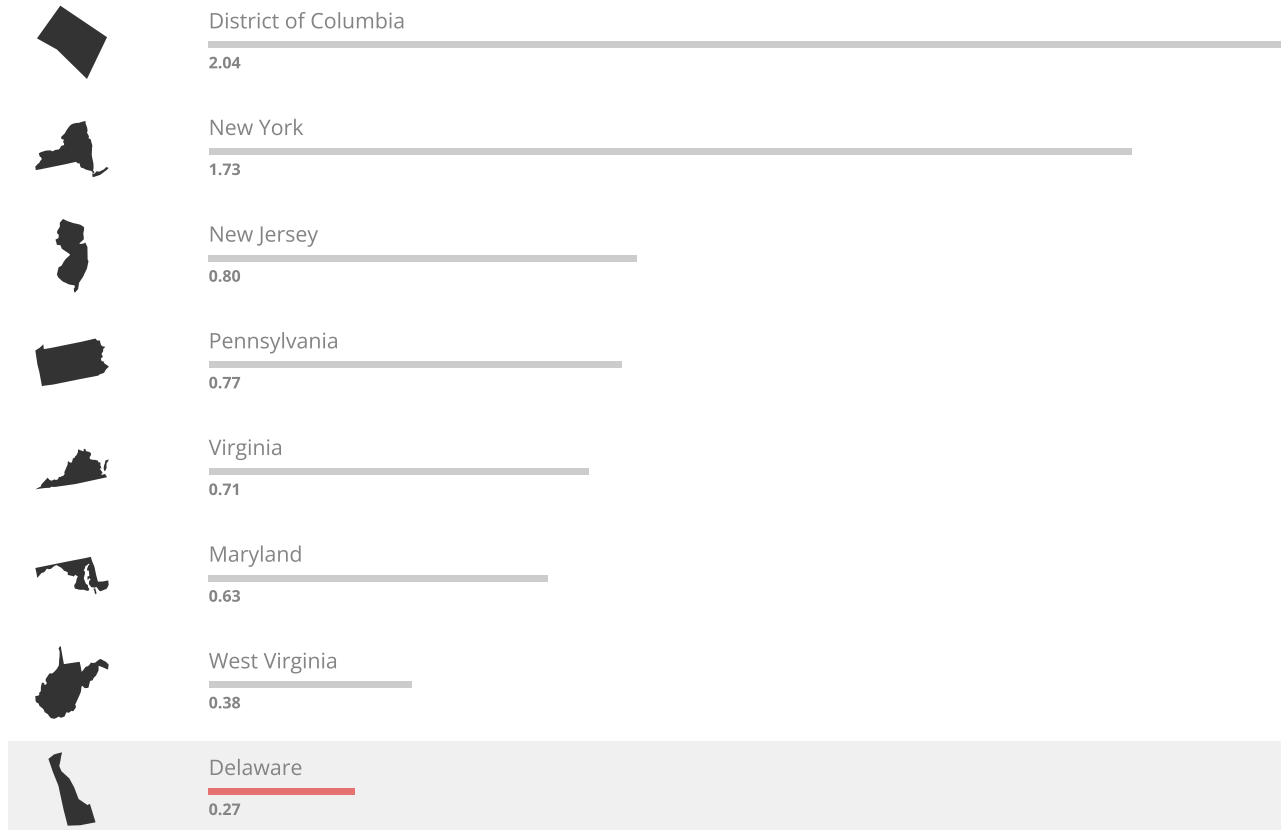 District of Columbia
2.04
New York
1.73
New Jersey
0.80
Pennsylvania
0.77
Virginia
0.71
Maryland
0.63
West Virginia
0.38
Delaware
0.27